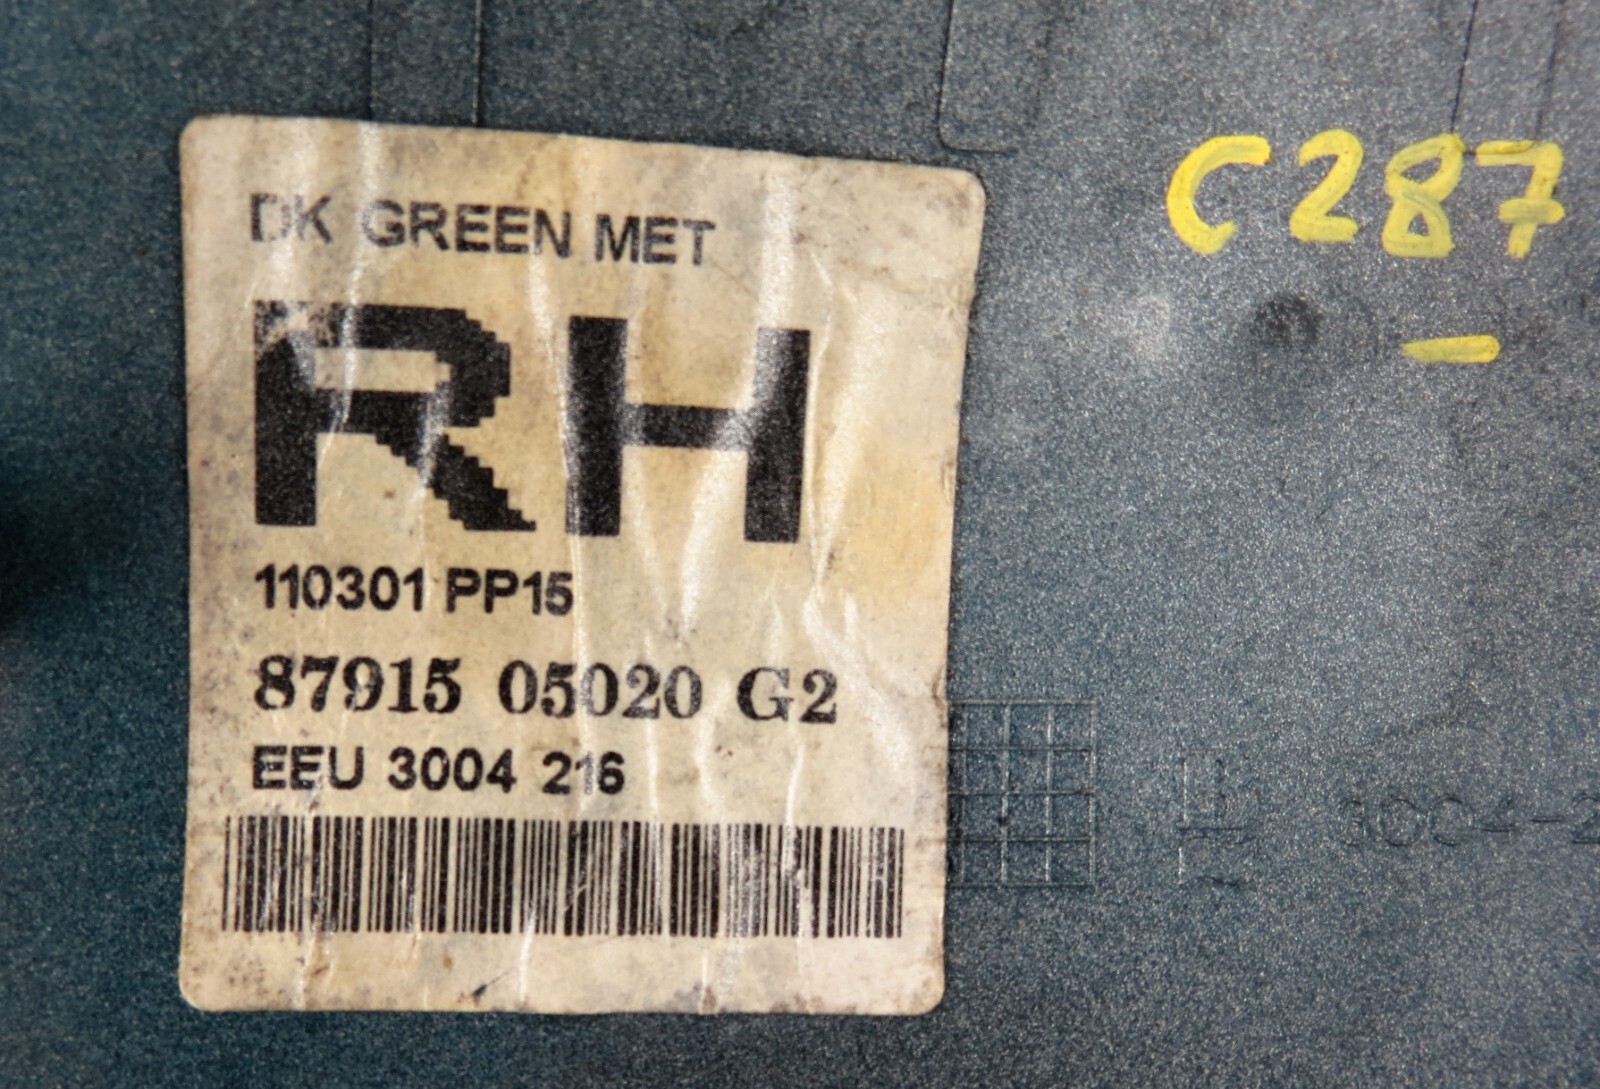 DK GREEN MET
RH
110301 PP15
87915 05020 G2
EEU 3004 216
C287